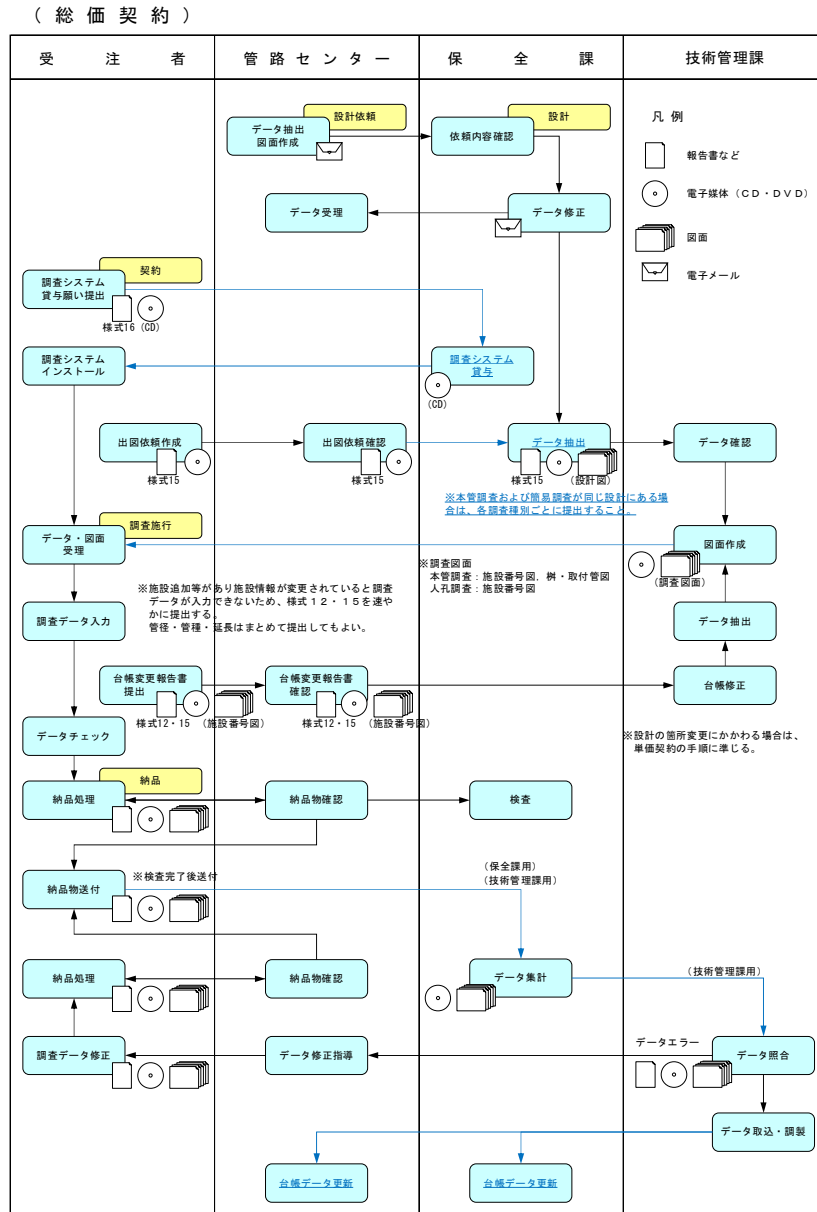 （ 総 価 契 約 ）
受 注 者
管 路 セ ン タ ー
保 全 課
技術管理課
設計依頼
データ抽出
図面作成
設計
依頼内容確認
凡 例
報告書など
電子媒体（ＣＤ・ＤＶＤ）
図面
電子メール
データ受理
データ修正
契約
調査システム
貸与願い提出
様式16 (CD)
調査システム
インストール
調査システム
貸与
(CD)
出図依頼作成
様式15
出図依頼確認
様式15
データ抽出
様式15
(設計図)
データ確認
※本管調査および簡易調査が同じ設計にある場
合は、各調査種別ごとに提出すること。
調査施行
データ・図面
受理
図面作成
(調査図面)
※調査図面
本管調査：施設番号図，桝・取付管図
人孔調査：施設番号図
※施設追加等があり施設情報が変更されていると調査
データが入力できないため、様式１２・１５を速や
かに提出する。
管径・管種・延長はまとめて提出してもよい。
調査データ入力
データ抽出
台帳変更報告書
提出
様式12・15
(施設番号図)
台帳変更報告書
確認
様式12・15
(施設番号図)
台帳修正
データチェック
※設計の箇所変更にかかわる場合は、
単価契約の手順に準じる。
納品
納品処理
納品物確認
検査
納品物送付
※検査完了後送付
(保全課用)
(技術管理課用)
納品処理
納品物確認
データ集計
(技術管理課用)
調査データ修正
データ修正指導
データエラー
データ照合
データ取込・調製
台帳データ更新
台帳データ更新